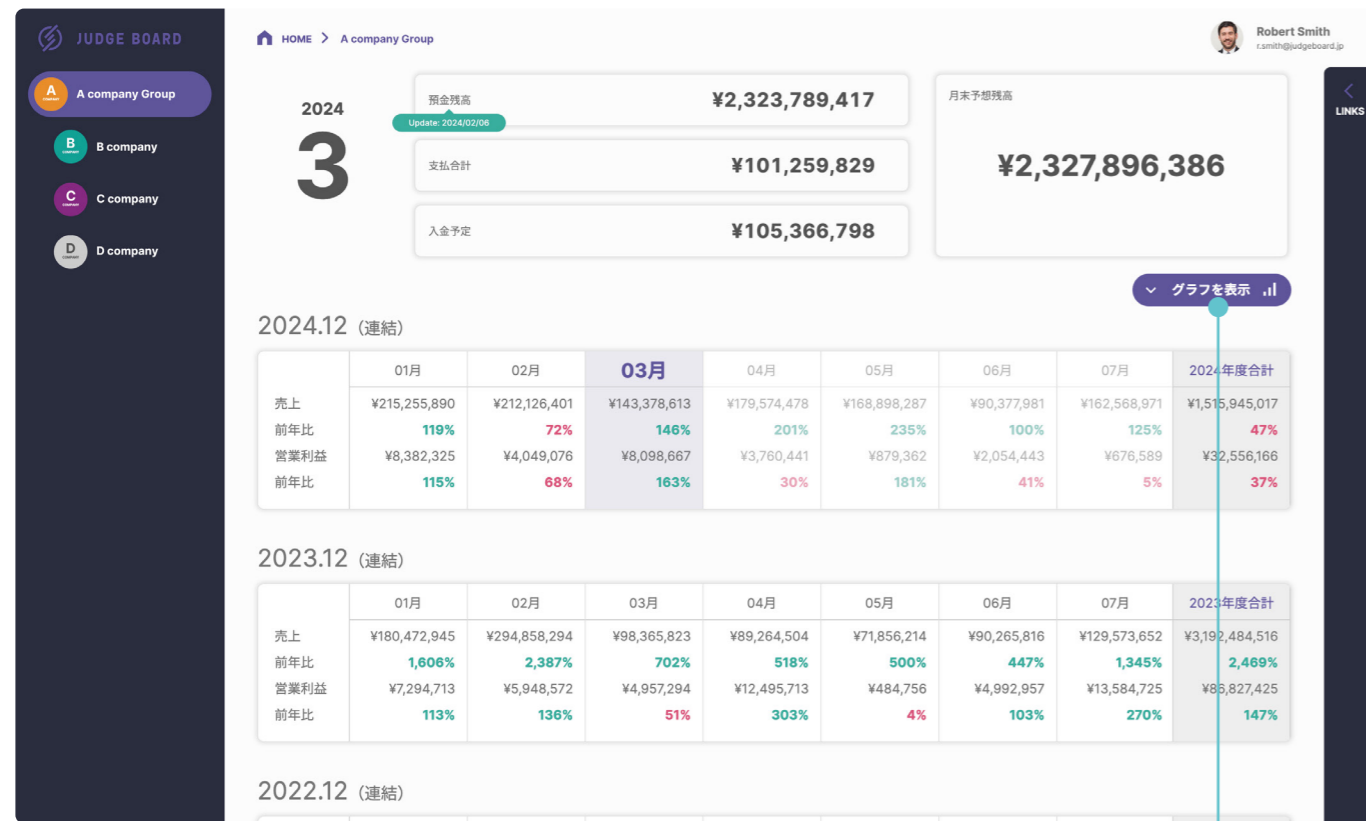 JUDGE BOARD
HOME > A company Group
Robert Smith
r.smith@judgeboard.jp
A COMPANY
A company Group
B COMPANY
B company
C COMPANY
C company
D COMPANY
D company
LINKS
2024
3
預金残高 ¥2,323,789,417
Update: 2024/02/06
支払合計 ¥101,259,829
入金予定 ¥105,366,798
月末予想残高
¥2,327,896,386
グラフを表示
2024.12（連結）
01月 02月 03月 04月 05月 06月 07月 2024年度合計
売上 ¥215,255,890 ¥212,126,401 ¥143,378,613 ¥179,574,478 ¥168,898,287 ¥90,377,981 ¥162,568,971 ¥1,515,945,017
前年比 119% 72% 146% 201% 235% 100% 125% 47%
営業利益 ¥8,382,325 ¥4,049,076 ¥8,098,667 ¥3,760,441 ¥879,362 ¥2,054,443 ¥676,589 ¥32,556,166
前年比 115% 68% 163% 30% 181% 41% 5% 37%
2023.12（連結）
01月 02月 03月 04月 05月 06月 07月 2023年度合計
売上 ¥180,472,945 ¥294,858,294 ¥98,365,823 ¥89,264,504 ¥71,856,214 ¥90,265,816 ¥129,573,652 ¥3,192,484,516
前年比 1,606% 2,387% 702% 518% 500% 447% 1,345% 2,469%
営業利益 ¥7,294,713 ¥5,948,572 ¥4,957,294 ¥12,495,713 ¥484,756 ¥4,992,957 ¥13,584,725 ¥86,827,425
前年比 113% 136% 51% 303% 4% 103% 270% 147%
2022.12（連結）